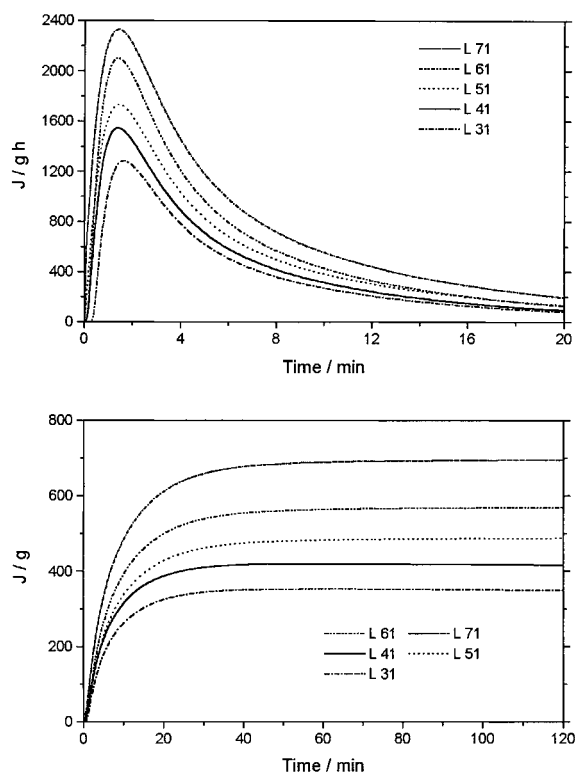 2400
2000
1600
1200
800
400
0
J / g h
L 71
L 61
L 51
L 41
L 31
0 4 8 12 16 20
Time / min
800
600
400
200
0
J / g
L 61 L 71
L 41 L 51
L 31
0 20 40 60 80 100 120
Time / min